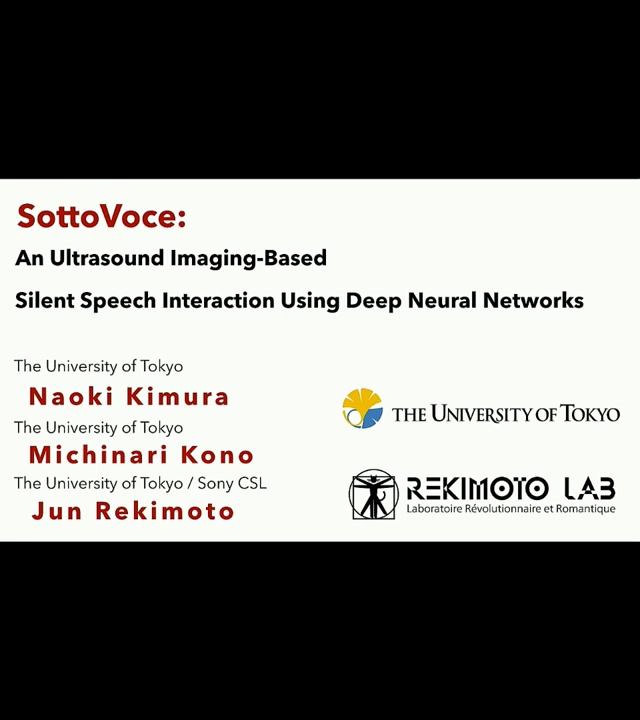 SottoVoce:
An Ultrasound Imaging-Based
Silent Speech Interaction Using Deep Neural Networks
The University of Tokyo
Naoki Kimura
The University of Tokyo
Michinari Kono
The University of Tokyo / Sony CSL
Jun Rekimoto
THE UNIVERSITY OF TOKYO
REKIMOTO LAB
Laboratoire Révolutionnaire et Romantique